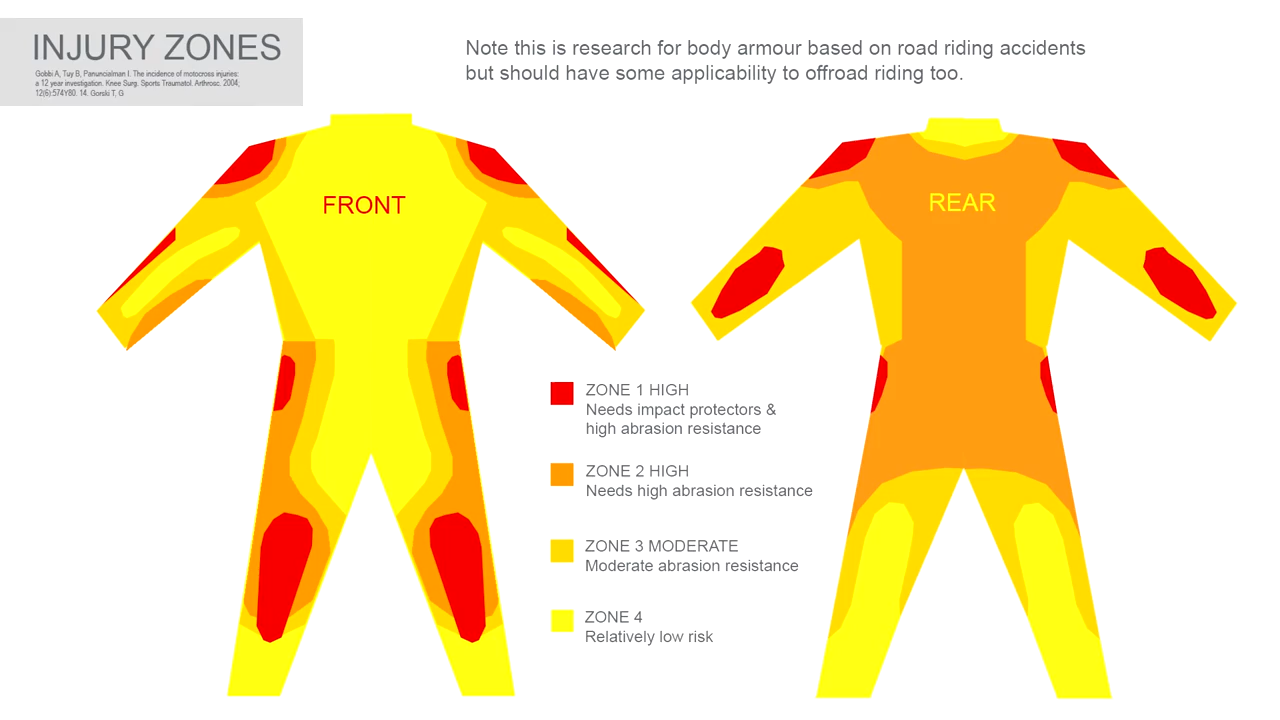 INJURY ZONES
Gobbi A, Tuy B, Panuncialman I. The incidence of motocross injuries:
a 12 year investigation. Knee Surg. Sports Traumatol. Arthrosc. 2004;
12(6):574Y80. 14. Gorski T, G
Note this is research for body armour based on road riding accidents
but should have some applicability to offroad riding too.
FRONT
REAR
ZONE 1 HIGH
Needs impact protectors &
high abrasion resistance
ZONE 2 HIGH
Needs high abrasion resistance
ZONE 3 MODERATE
Moderate abrasion resistance
ZONE 4
Relatively low risk